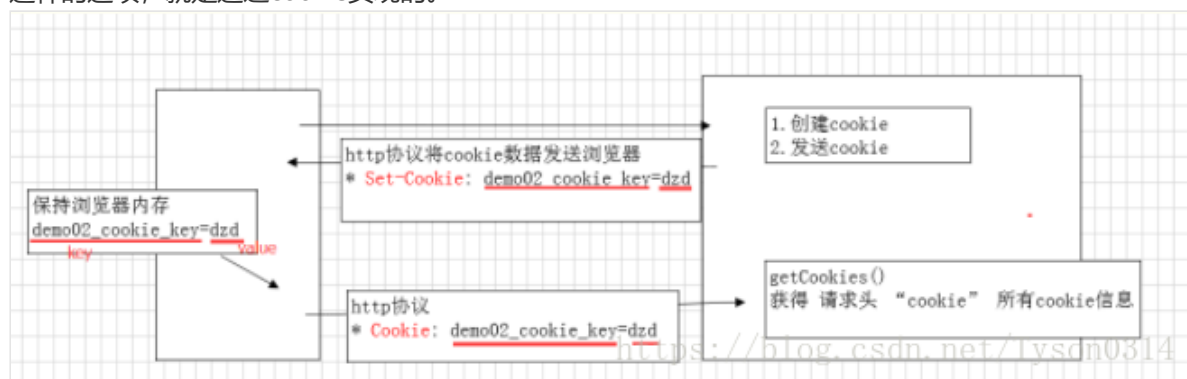 1.创建cookie
2.发送cookie
http协议将cookie数据发送浏览器
* Set-Cookie: demo02_cookie_key=dzd
保持浏览器内存
demo02_cookie_key=dzd
key
value
getCookies()
获得 请求头 “cookie” 所有cookie信息
http协议
* Cookie: demo02_cookie_key=dzd
https://blog.csdn.net/lyson0314